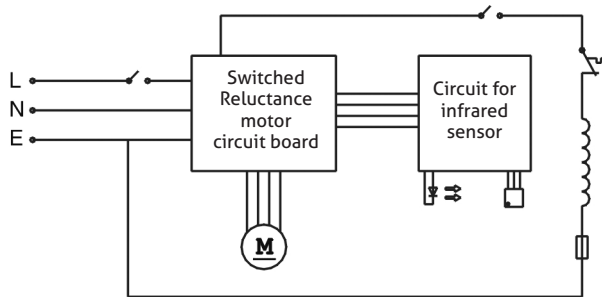 L
N
E
Switched
Reluctance
motor
circuit board
Circuit for
infrared
sensor
M